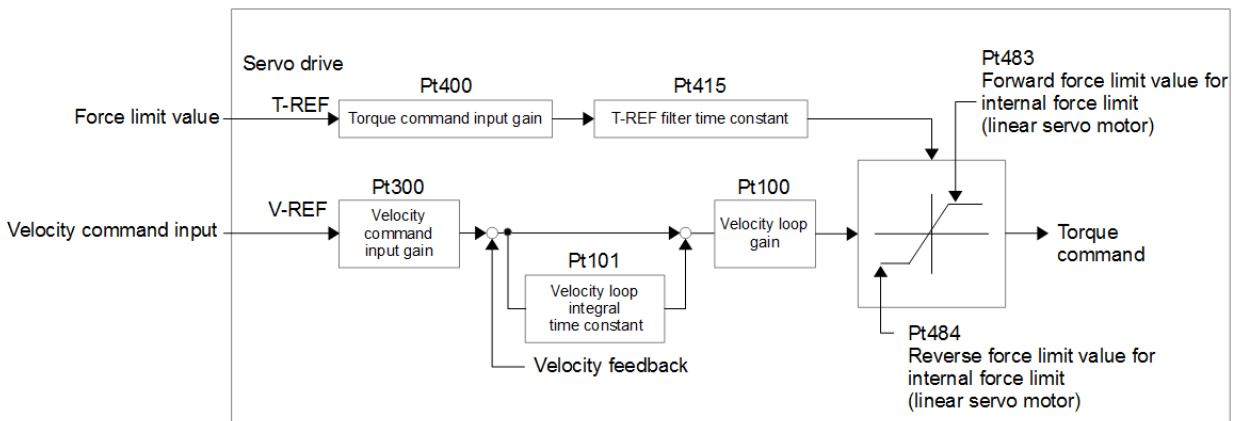 Servo drive
Pt483
Forward force limit value for
internal force limit
(linear servo motor)
Pt400
Pt415
Force limit value
T-REF
Torque command input gain
T-REF filter time constant
Pt300
Pt100
Velocity command input
V-REF
Velocity
command
input gain
Velocity loop
gain
Torque
command
Pt101
Velocity loop
integral
time constant
Velocity feedback
Pt484
Reverse force limit value for
internal force limit
(linear servo motor)